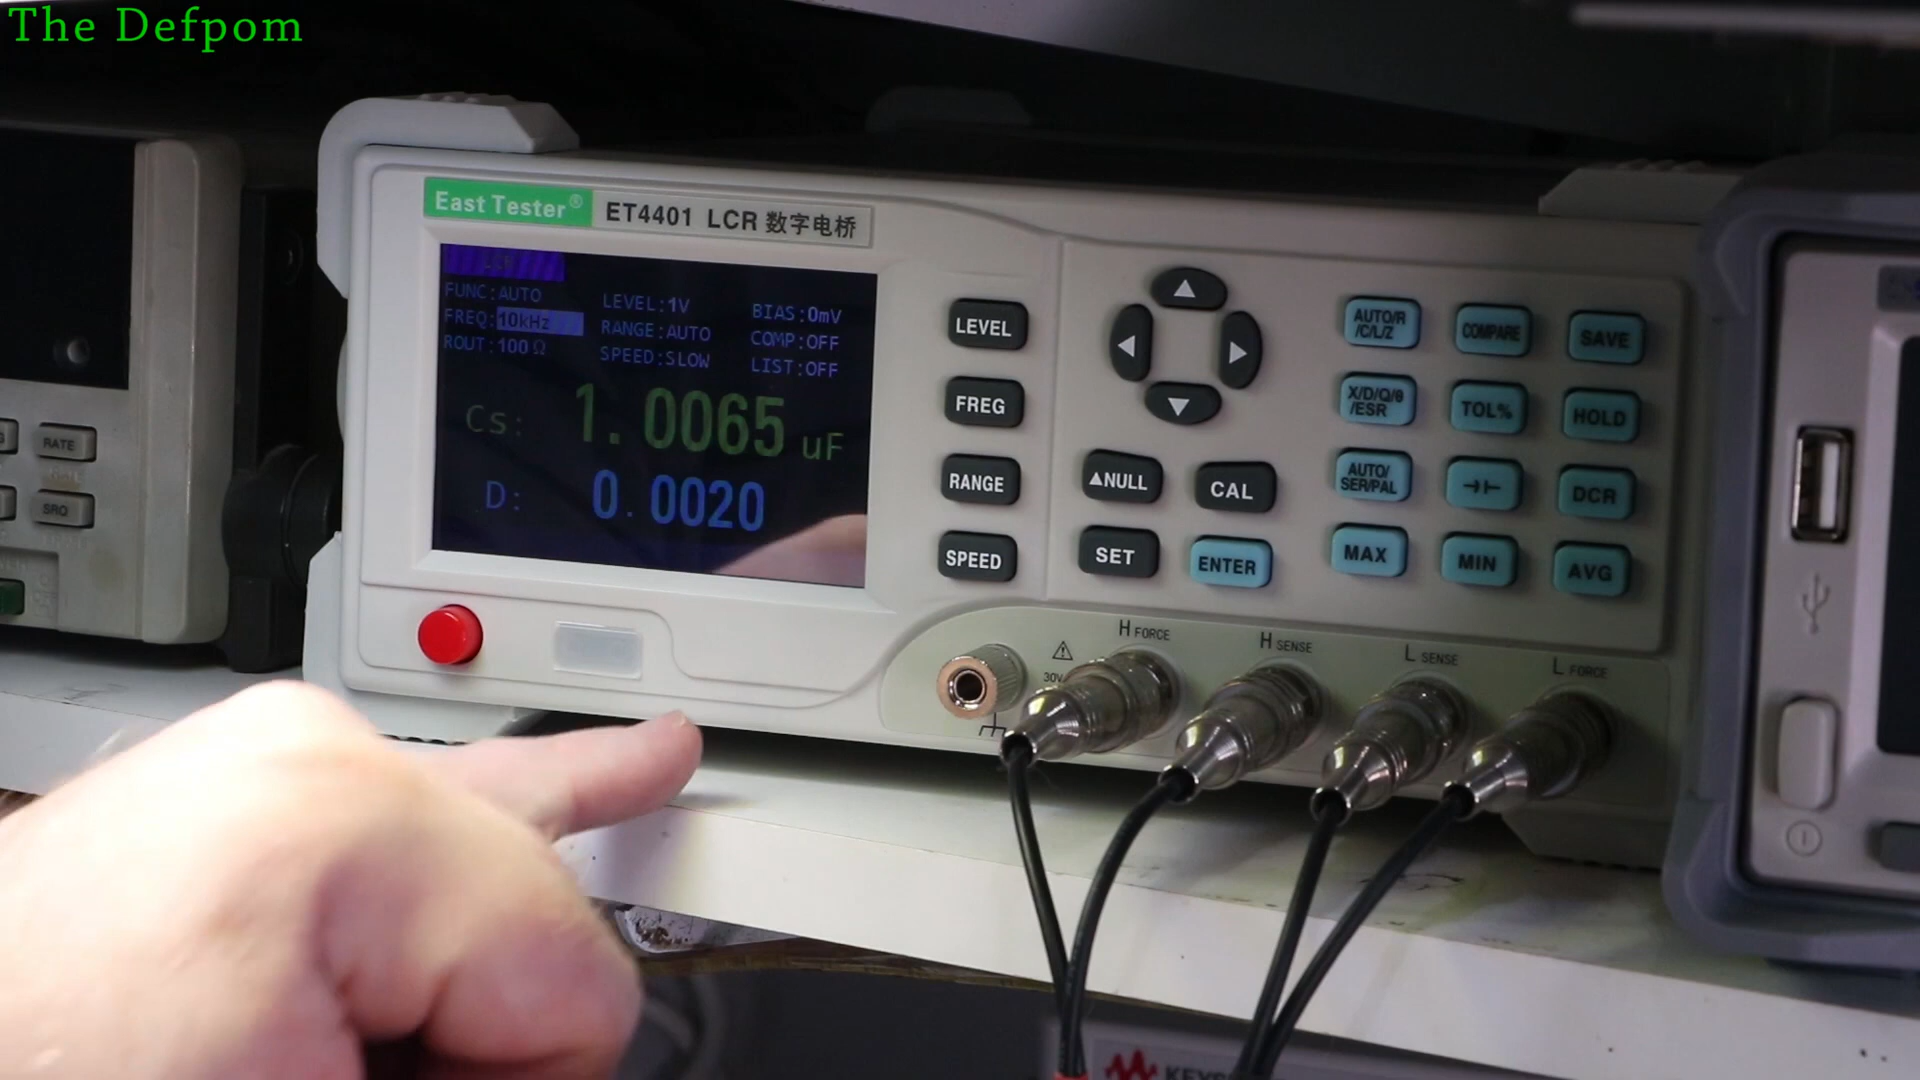 The Defpom
East Tester® ET4401 LCR 数字电桥
LCR
FUNC:AUTO LEVEL:1V BIAS:0mV
FREQ:10kHz RANGE:AUTO COMP:OFF
ROUT:100Ω SPEED:SLOW LIST:OFF
Cs: 1.0065 uF
D: 0.0020
LEVEL
FREG
RANGE
SPEED
▲NULL
CAL
SET
ENTER
AUTO/R
/C/L/Z
COMPARE
SAVE
X/D/Q/θ
/ESR
TOL%
HOLD
AUTO/
SER/PAL
DCR
MAX
MIN
AVG
H FORCE
H SENSE
L SENSE
L FORCE
30V
RATE
SRQ